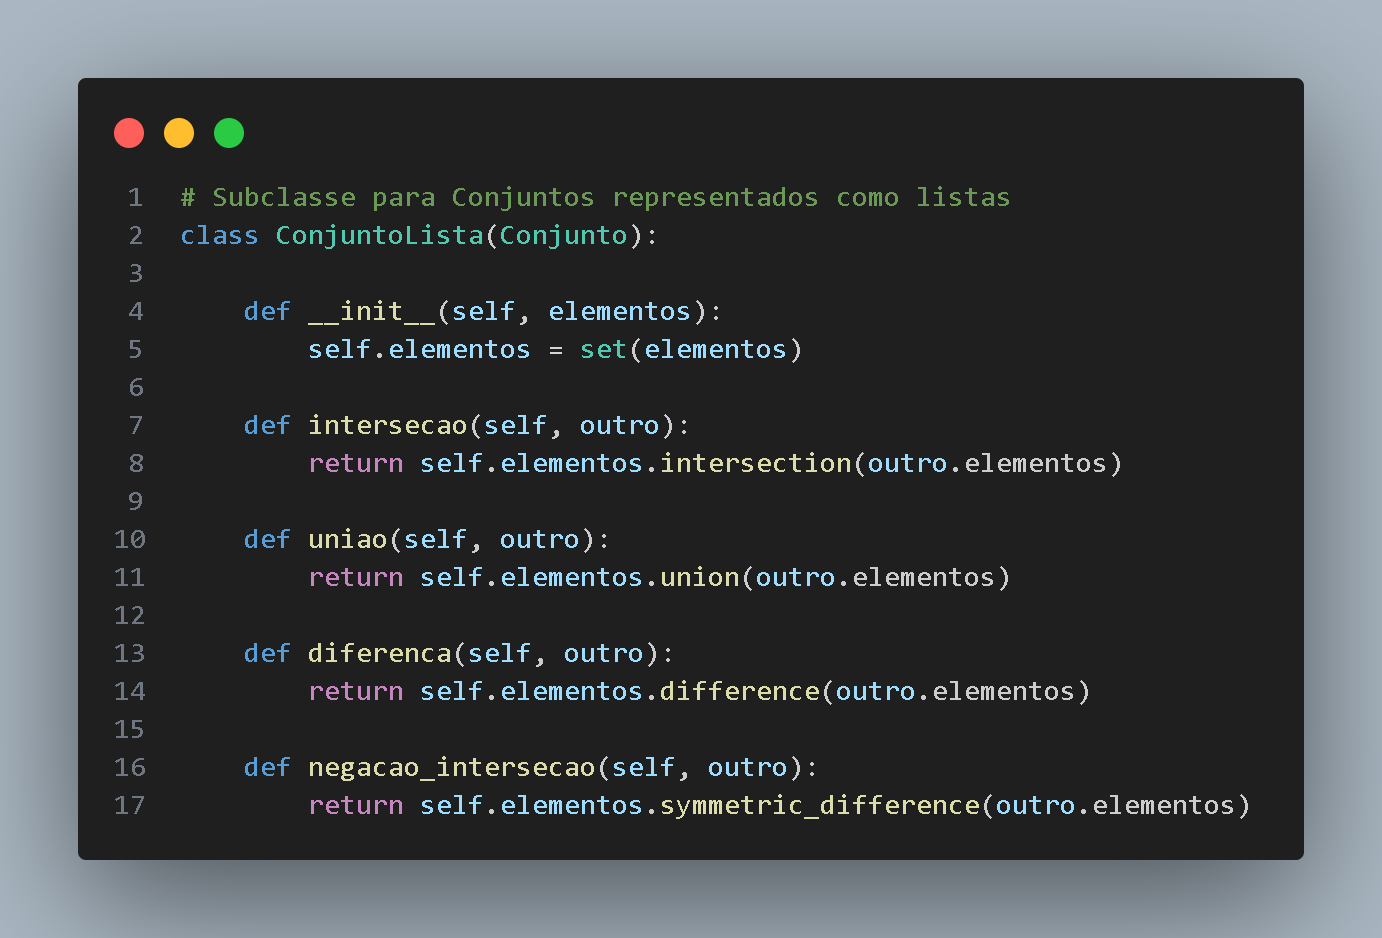 1 # Subclasse para Conjuntos representados como listas
2 class ConjuntoLista(Conjunto):
3
4     def __init__(self, elementos):
5         self.elementos = set(elementos)
6
7     def intersecao(self, outro):
8         return self.elementos.intersection(outro.elementos)
9
10     def uniao(self, outro):
11         return self.elementos.union(outro.elementos)
12
13     def diferenca(self, outro):
14         return self.elementos.difference(outro.elementos)
15
16     def negacao_intersecao(self, outro):
17         return self.elementos.symmetric_difference(outro.elementos)